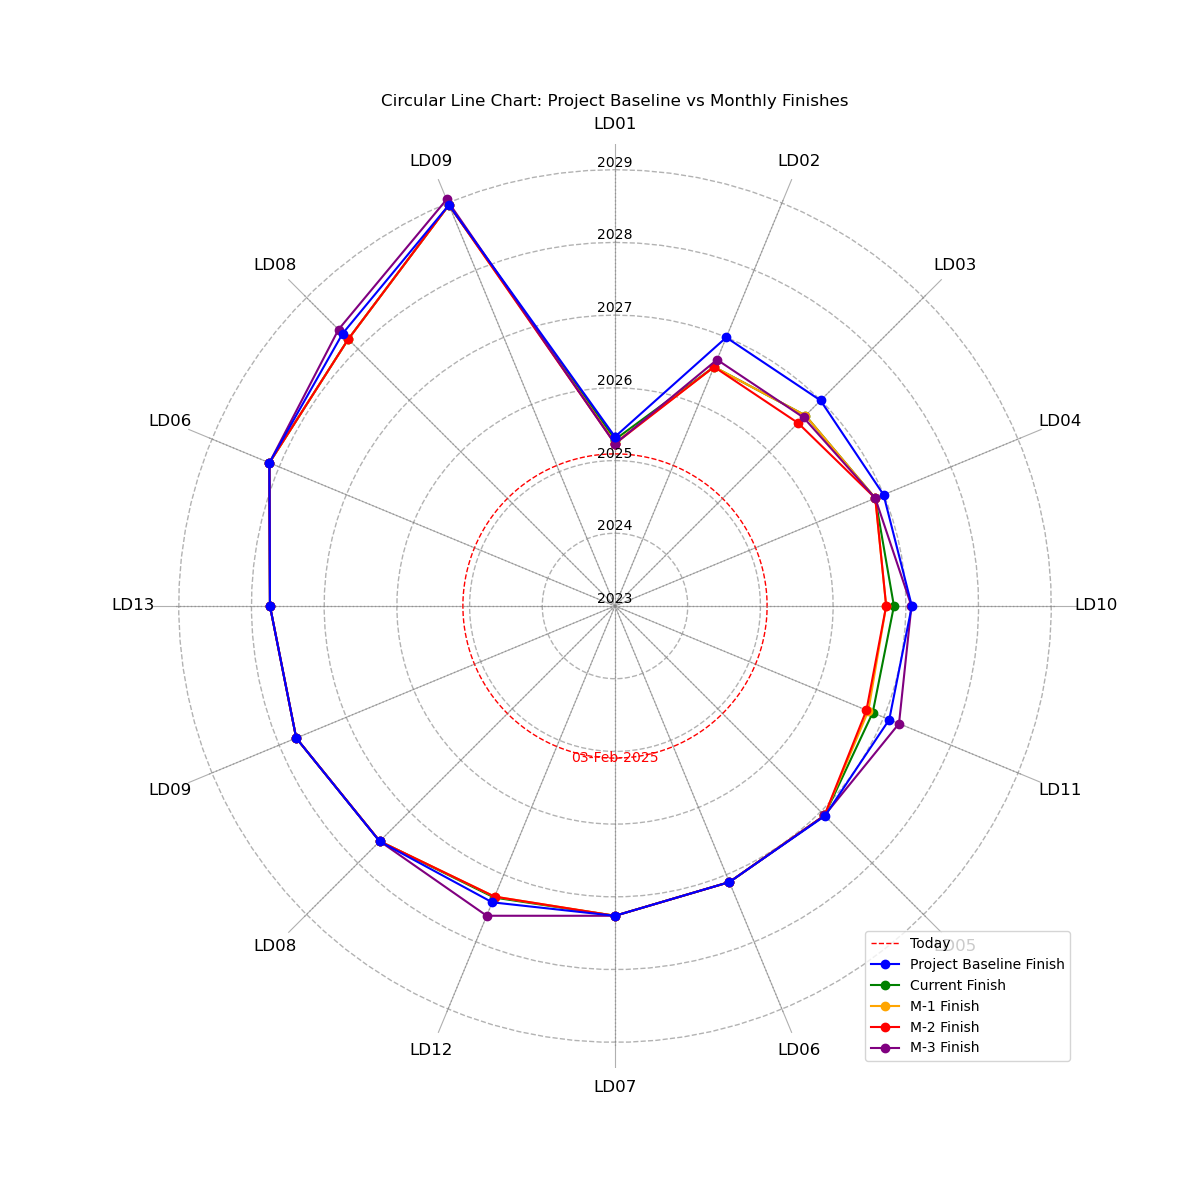 Circular Line Chart: Project Baseline vs Monthly Finishes
LD01
LD09
LD02
2029
2028
LD08
LD03
2027
2026
LD06
LD04
2025
2024
2023
LD13
LD10
03-Feb-2025
LD09
LD11
LD08
LD05
LD12
LD06
LD07
Today
Project Baseline Finish
Current Finish
M-1 Finish
M-2 Finish
M-3 Finish